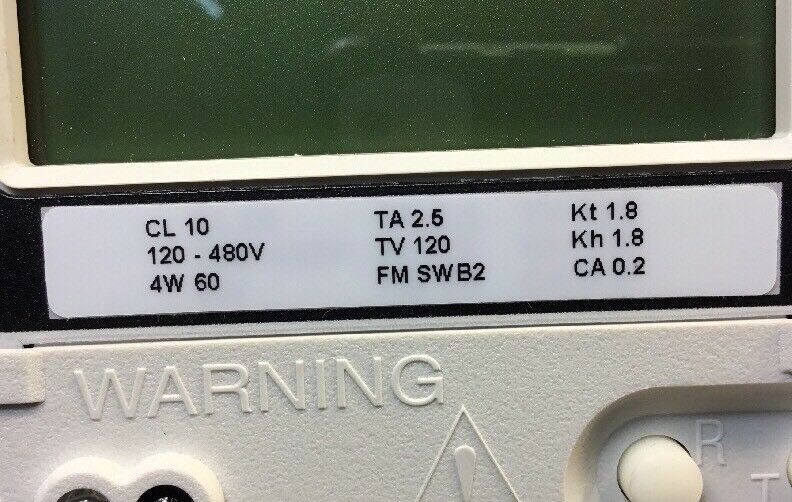 CL 10
120 - 480V
4W 60
TA 2.5
TV 120
FM SWB2
Kt 1.8
Kh 1.8
CA 0.2
WARNING
!
R
T